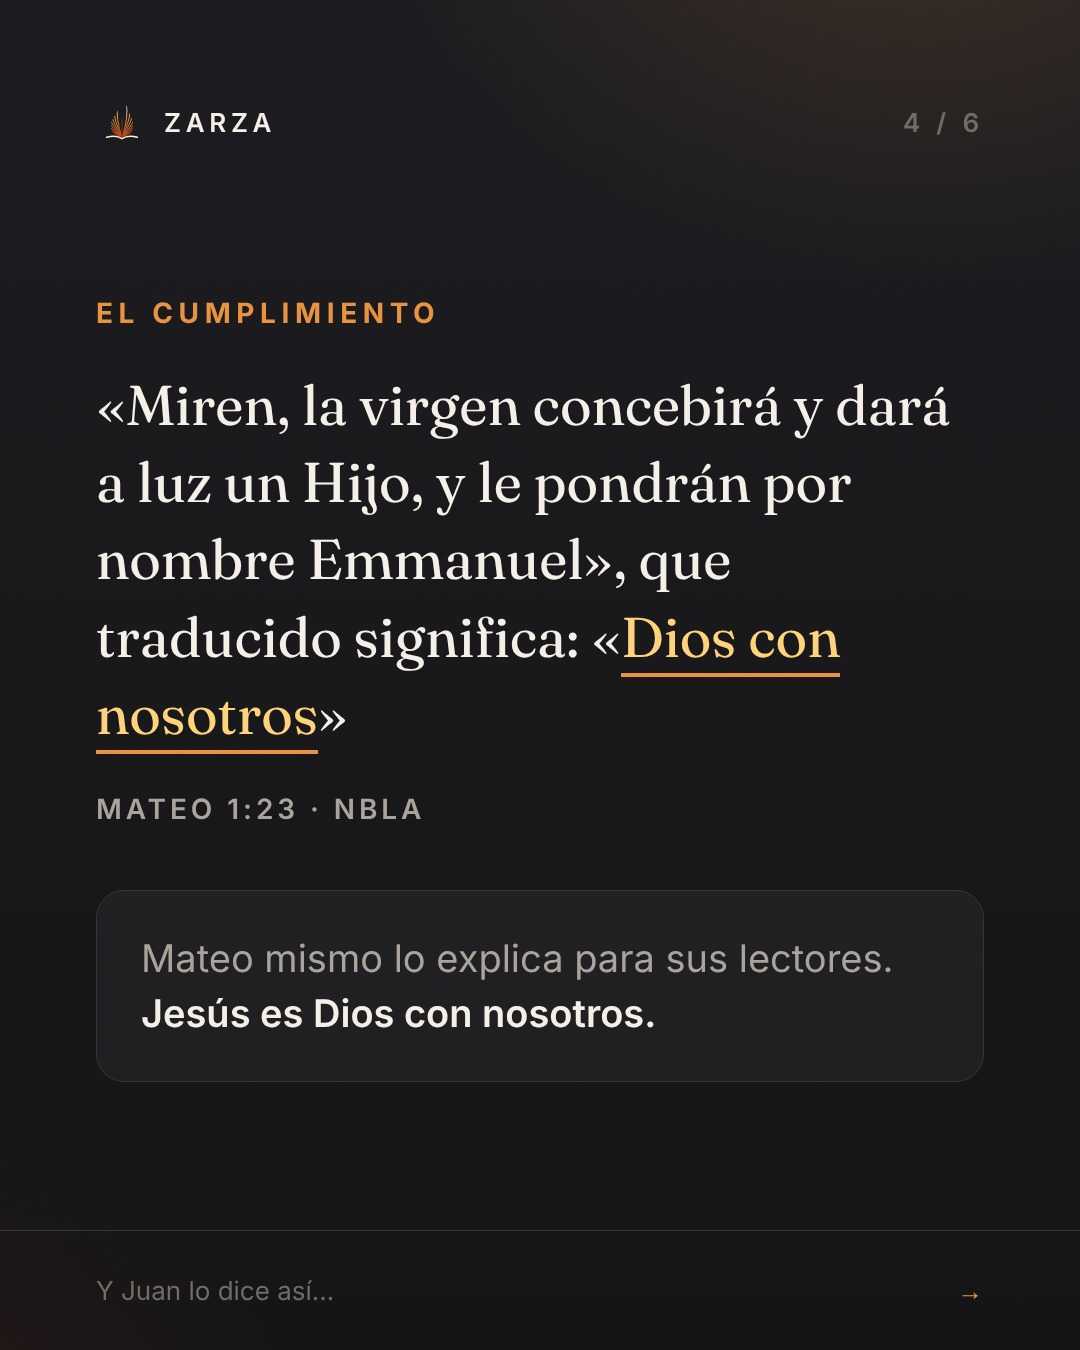 ZARZA
4 / 6
EL CUMPLIMIENTO
«Miren, la virgen concebirá y dará
a luz un Hijo, y le pondrán por
nombre Emmanuel», que
traducido significa: «Dios con
nosotros»
MATEO 1:23 · NBLA
Mateo mismo lo explica para sus lectores.
Jesús es Dios con nosotros.
Y Juan lo dice así...
→